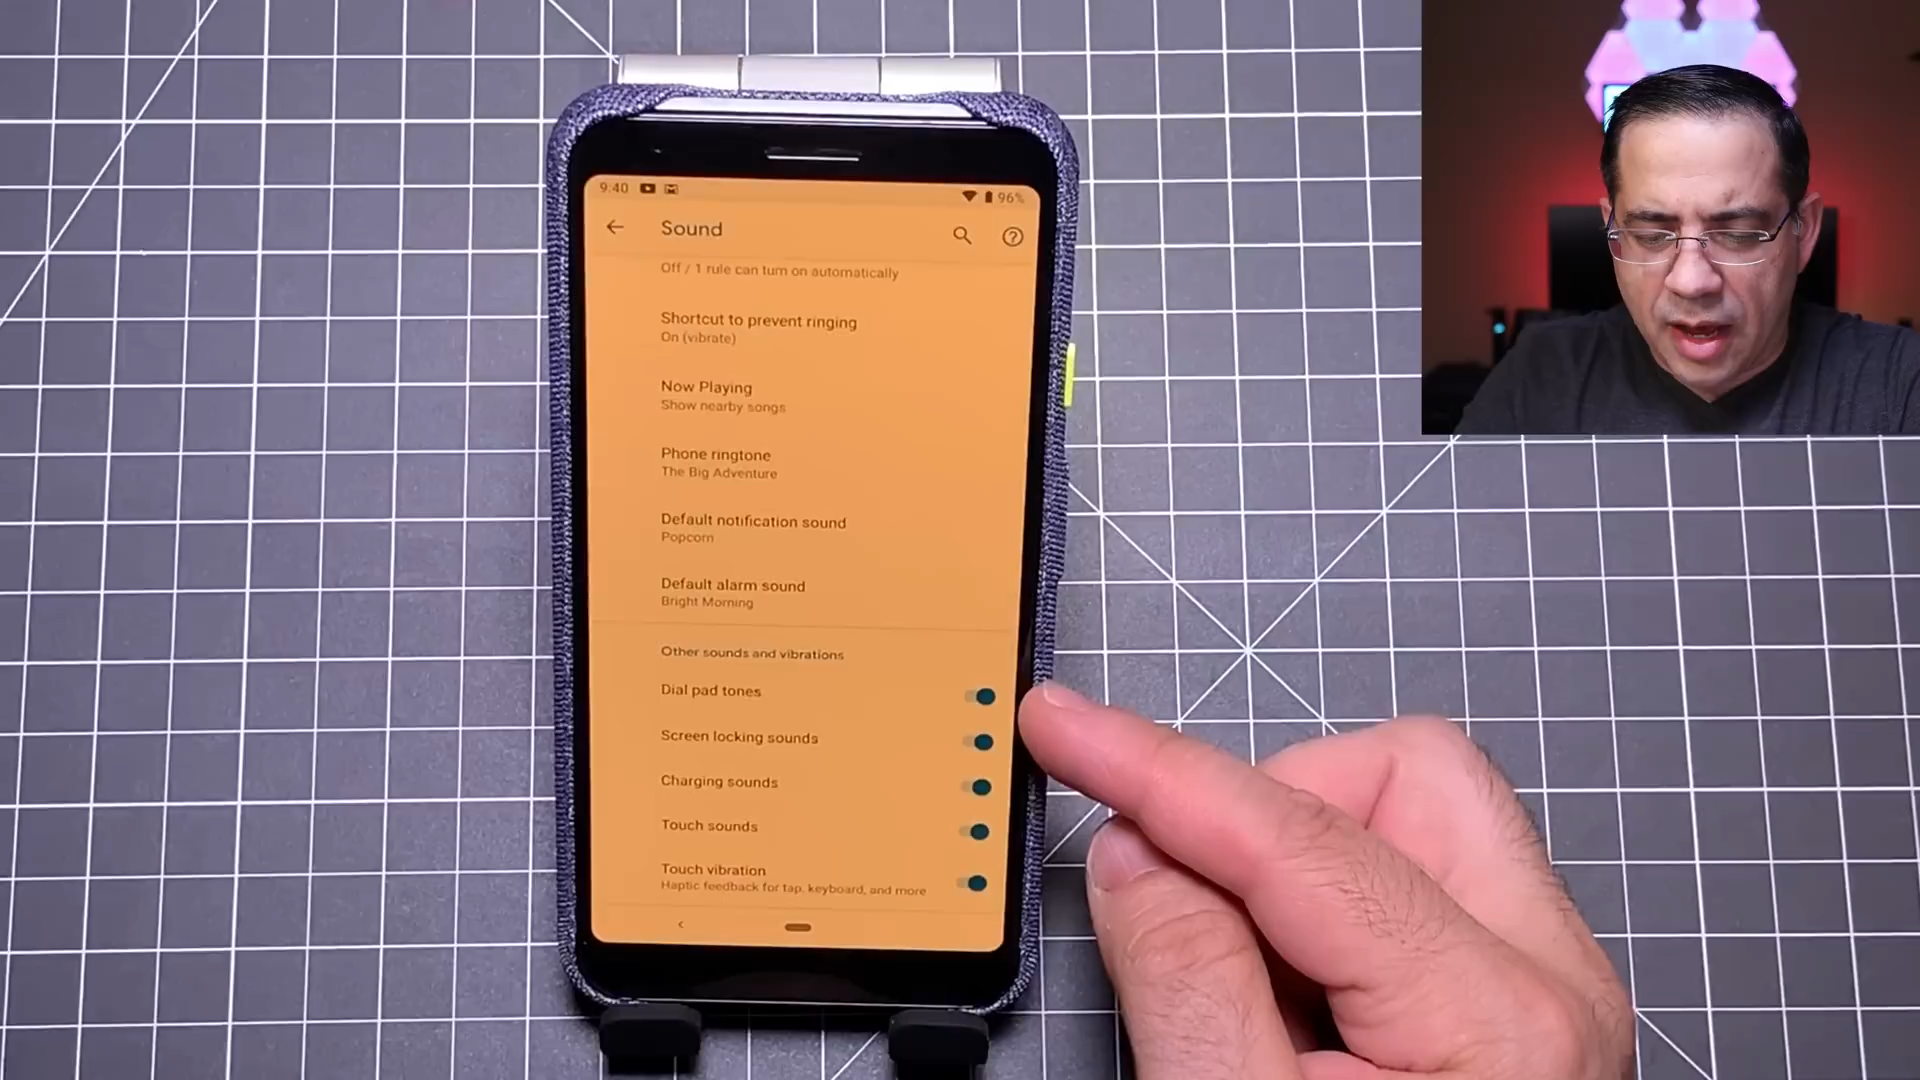 9:40
96%
Sound
Off / 1 rule can turn on automatically
Shortcut to prevent ringing
On (vibrate)
Now Playing
Show nearby songs
Phone ringtone
The Big Adventure
Default notification sound
Popcorn
Default alarm sound
Bright Morning
Other sounds and vibrations
Dial pad tones
Screen locking sounds
Charging sounds
Touch sounds
Touch vibration
Haptic feedback for tap, keyboard, and more